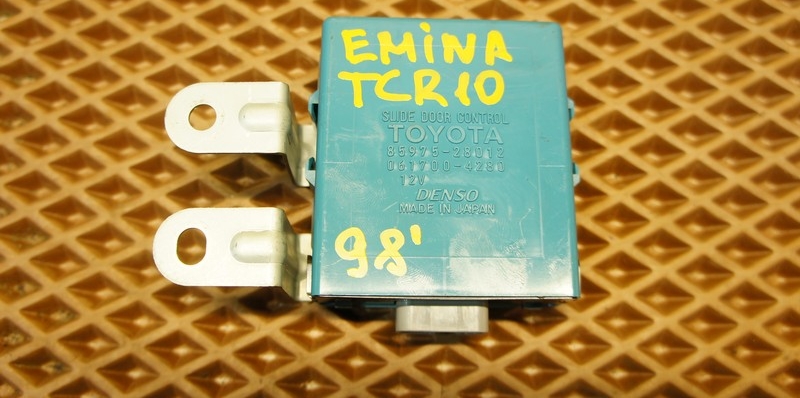 EMiNA
TCR10
SLIDE DOOR CONTROL
TOYOTA
85975-28012
061700-4280
12V
DENSO
MADE IN JAPAN
98'